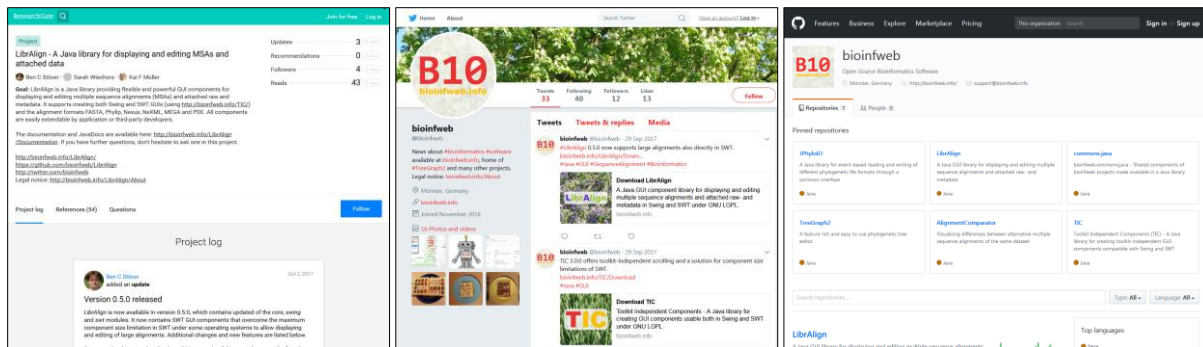 ResearchGate
Join for free Log in
Project
LibrAlign - A Java library for displaying and editing MSAs and
attached data
Ben C Stöver · Sarah Wiechers · Kai F Müller
Goal: LibrAlign is a Java library providing flexible and powerful GUI components for
displaying and editing multiple sequence alignments (MSAs) and attached raw and
metadata. It supports creating both Swing and SWT GUIs (using http://bioinfweb.info/TIC/)
and the alignment formats FASTA, Phylip, Nexus, NeXML, MEGA and PDE. All components
are easily extendable by application or third-party developers.
The documentation and JavaDocs are available here: http://bioinfweb.info/LibrAlign
/Documentation. If you have further questions, don't hesitate to ask one in this project.
http://bioinfweb.info/LibrAlign/
https://github.com/bioinfweb/LibrAlign
http://twitter.com/bioinfweb
Legal notice: http://bioinfweb.info/LibrAlign/About
Updates 3
Recommendations 0
Followers 4
Reads 43
Project log References (54) Questions
Follow
Project log
Ben C Stöver
added an update
Oct 2, 2017
Version 0.5.0 released
LibrAlign is now available in version 0.5.0, which contains updated of the core, swing
and swt modules. It now contains SWT GUI components that overcome the maximum
component size limitation in SWT under some operating systems to allow displaying
and editing of large alignments. Additional changes and new features are listed below.
Home About
Search Twitter
Have an account? Log in
B10
bioinfweb.info
Tweets Following Followers Likes
33 40 12 13
Follow
bioinfweb
@bioinfweb
News about #bioinformatics #software
available at bioinfweb.info, home of
#TreeGraph2 and many other projects.
Legal notice: bioinfweb.info/About
Münster, Germany
bioinfweb.info
Joined November 2016
16 Photos and videos
Tweets Tweets & replies Media
B10
bioinfweb @bioinfweb · 29 Sep 2017
#LibrAlign 0.5.0 now supports large alignments also directly in SWT.
bioinfweb.info/LibrAlign/Down...
#Java #GUI #SequenceAlignment #Bioinformatics
LibrAlign
Download LibrAlign
A Java GUI component library for displaying and editing
multiple sequence alignments and attached raw- and
metadata in Swing and SWT under GNU LGPL.
bioinfweb.info
B10
bioinfweb @bioinfweb · 29 Sep 2017
TIC 3.0.0 offers toolkit-independent scrolling and a solution for component size
limitations of SWT.
bioinfweb.info/TIC/Download
#Java #GUI
TIC
Download TIC
Toolkit Independent Components - A Java library for
creating GUI components usable both in Swing and SWT
under GNU LGPL.
bioinfweb.info
Features Business Explore Marketplace Pricing
This organization Search
Sign in or Sign up
B10
bioinfweb.info
bioinfweb
Open Source Bioinformatics Software
Münster, Germany http://bioinfweb.info/ support@bioinfweb.info
Repositories 7 People 5
Pinned repositories
JPhyloIO
A Java library for event-based reading and writing of
different phylogenetic file formats through a
common interface
Java
LibrAlign
A Java GUI library for displaying and editing multiple
sequence alignments and attached raw- and
metadata
Java
commons.java
bioinfweb.commons.java - Shared components of
bioinfweb projects made available in a Java library
Java
TreeGraph2
A feature rich and easy to use phylogenetic tree
editor
Java
AlignmentComparator
Visualizing differences between alternative multiple
sequence alignments of the same dataset
Java
TIC
Toolkit Independent Components (TIC) - A Java
library for creating toolkit-independent GUI
components compatible with Swing and SWT
Java
Search repositories...
Type: All
Language: All
LibrAlign
A Java GUI library for displaying and editing multiple sequence alignments
Top languages
Java